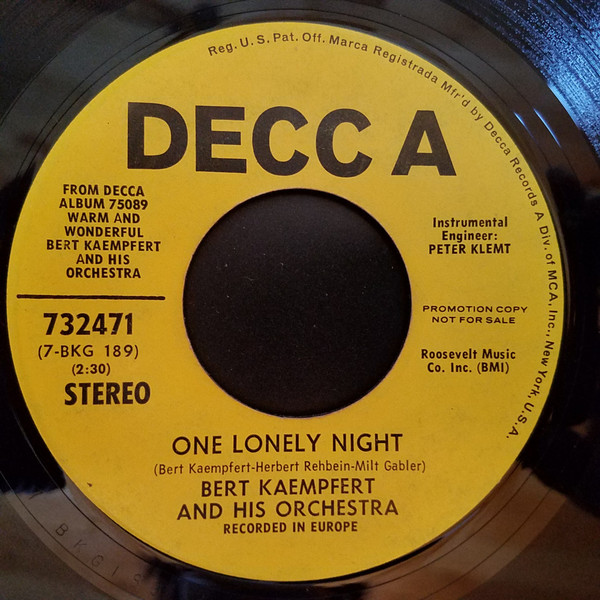 Reg. U.S. Pat. Off. Marca Registrada Mfr'd by Decca Records A Div. of MCA, Inc., New York, U.S.A.
DECCA
FROM DECCA
ALBUM 75089
WARM AND
WONDERFUL
BERT KAEMPFERT
AND HIS
ORCHESTRA
Instrumental
Engineer:
PETER KLEMT
732471
(7-BKG 189)
(2:30)
STEREO
PROMOTION COPY
NOT FOR SALE
Roosevelt Music
Co. Inc. (BMI)
ONE LONELY NIGHT
(Bert Kaempfert-Herbert Rehbein-Milt Gabler)
BERT KAEMPFERT
AND HIS ORCHESTRA
RECORDED IN EUROPE